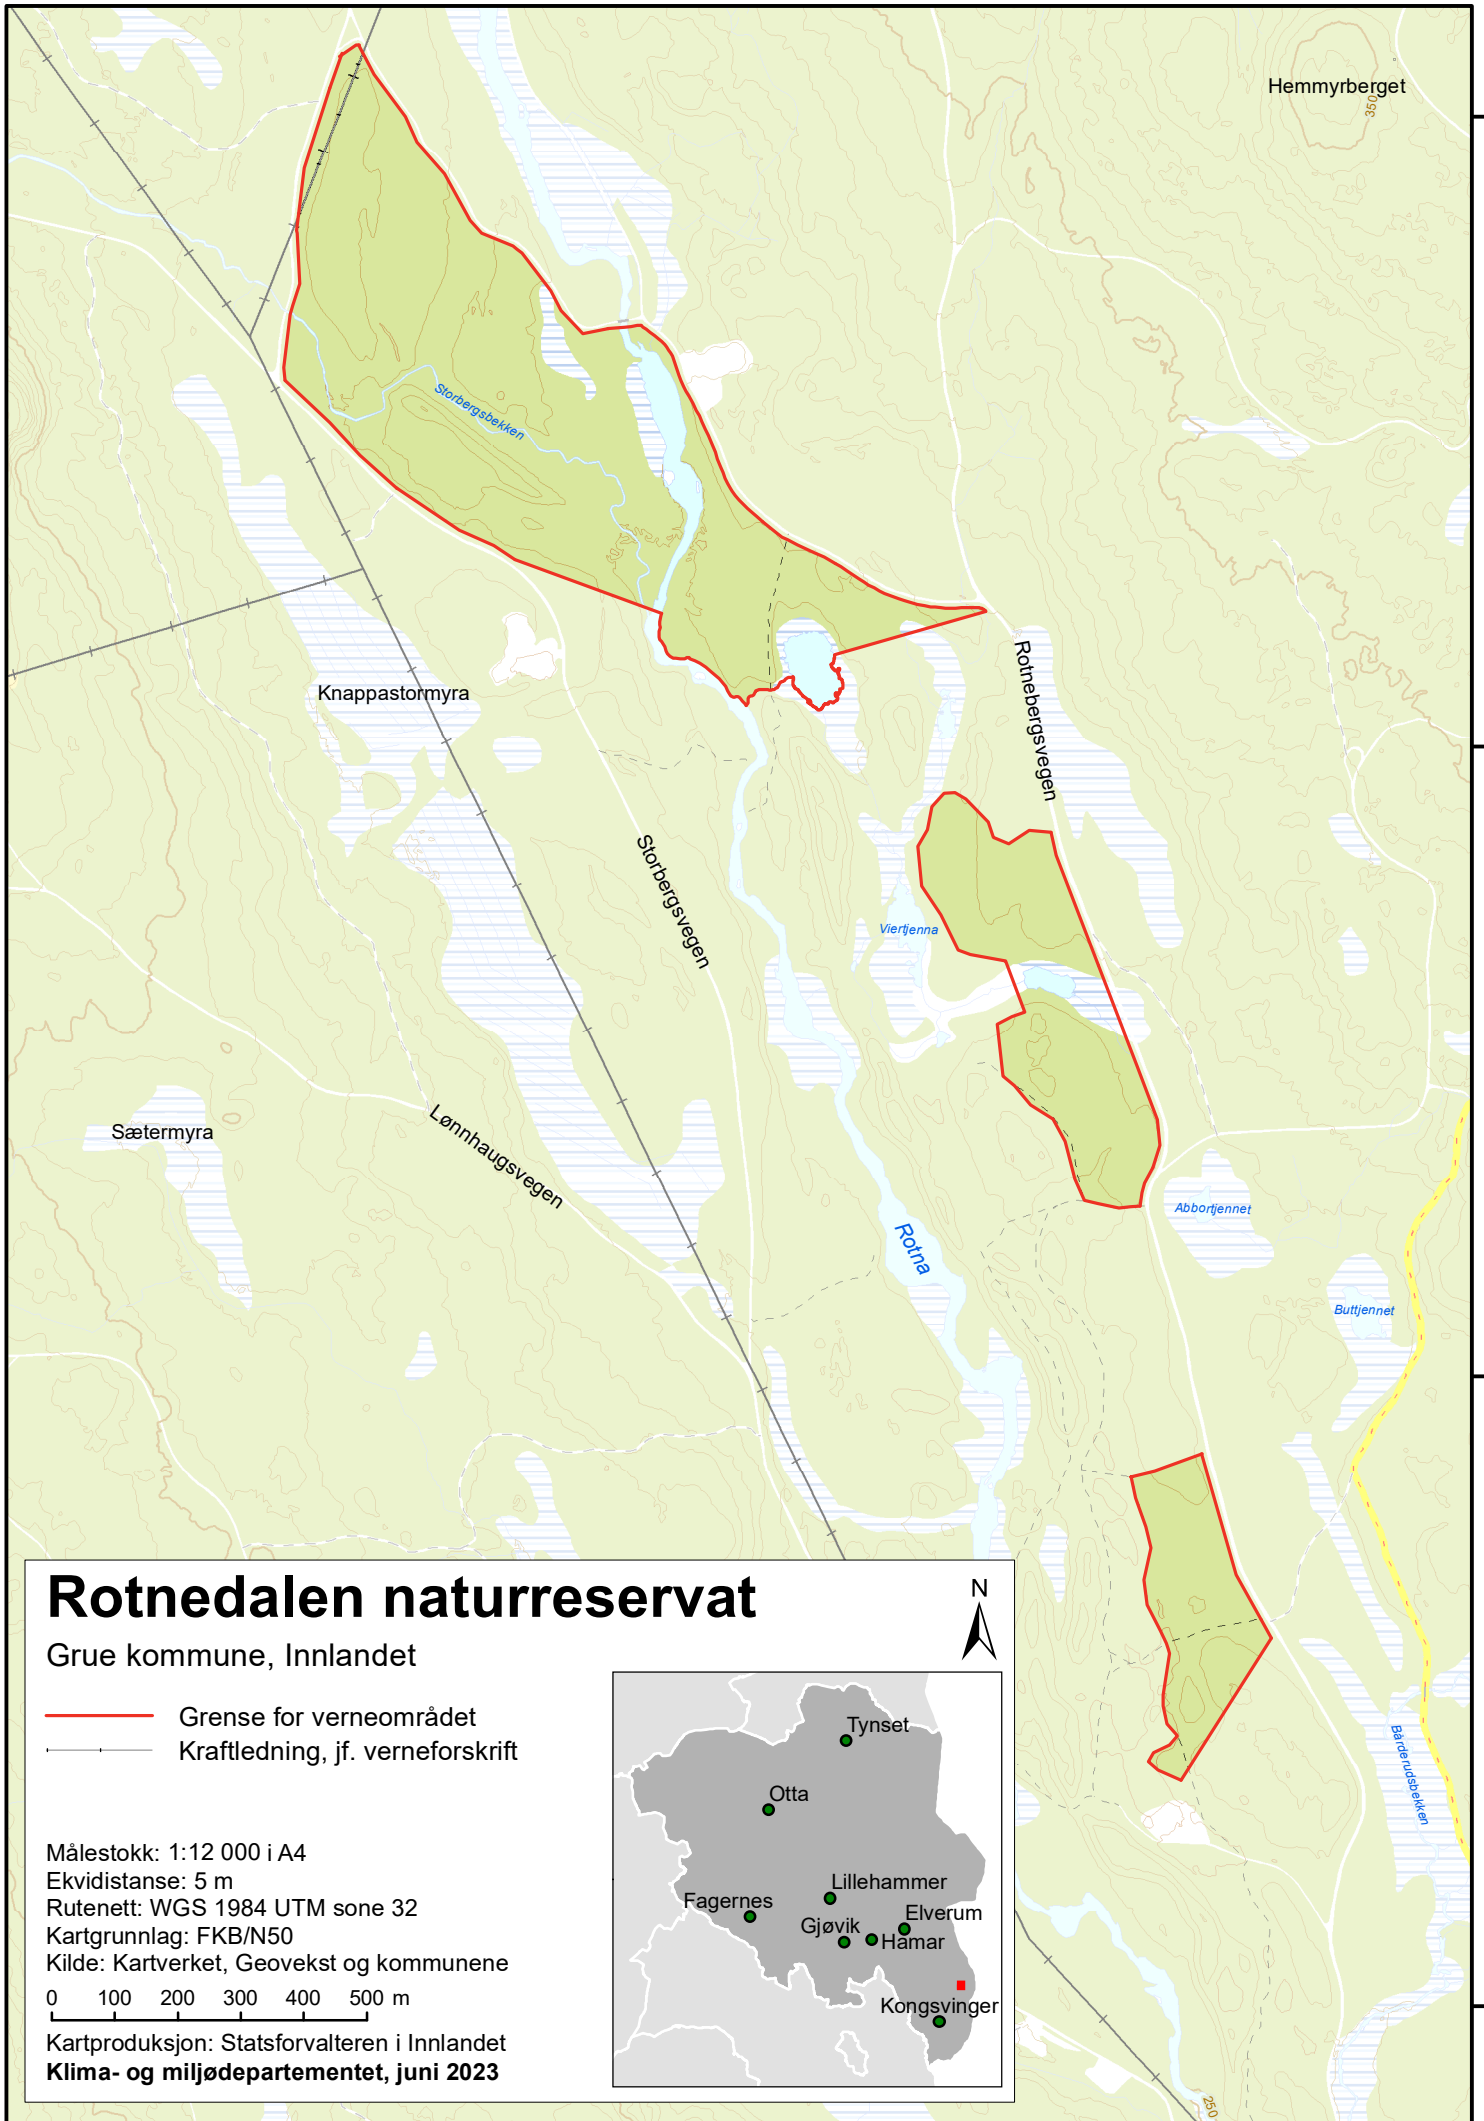 Hemmyrberget
350
Storbergsbekken
Rotnebergsvegen
Knappastormyra
Storbergsvegen
Viertjenna
Sætermyra
Lønnhaugsvegen
Abbortjennet
Rotna
Buttjennet
Bårderudsbekken
250
Rotnedalen naturreservat
Grue kommune, Innlandet
N
Grense for verneområdet
Kraftledning, jf. verneforskrift
Målestokk: 1:12 000 i A4
Ekvidistanse: 5 m
Rutenett: WGS 1984 UTM sone 32
Kartgrunnlag: FKB/N50
Kilde: Kartverket, Geovekst og kommunene
0 100 200 300 400 500 m
Kartproduksjon: Statsforvalteren i Innlandet
Klima- og miljødepartementet, juni 2023
Tynset
Otta
Lillehammer
Fagernes
Gjøvik
Elverum
Hamar
Kongsvinger